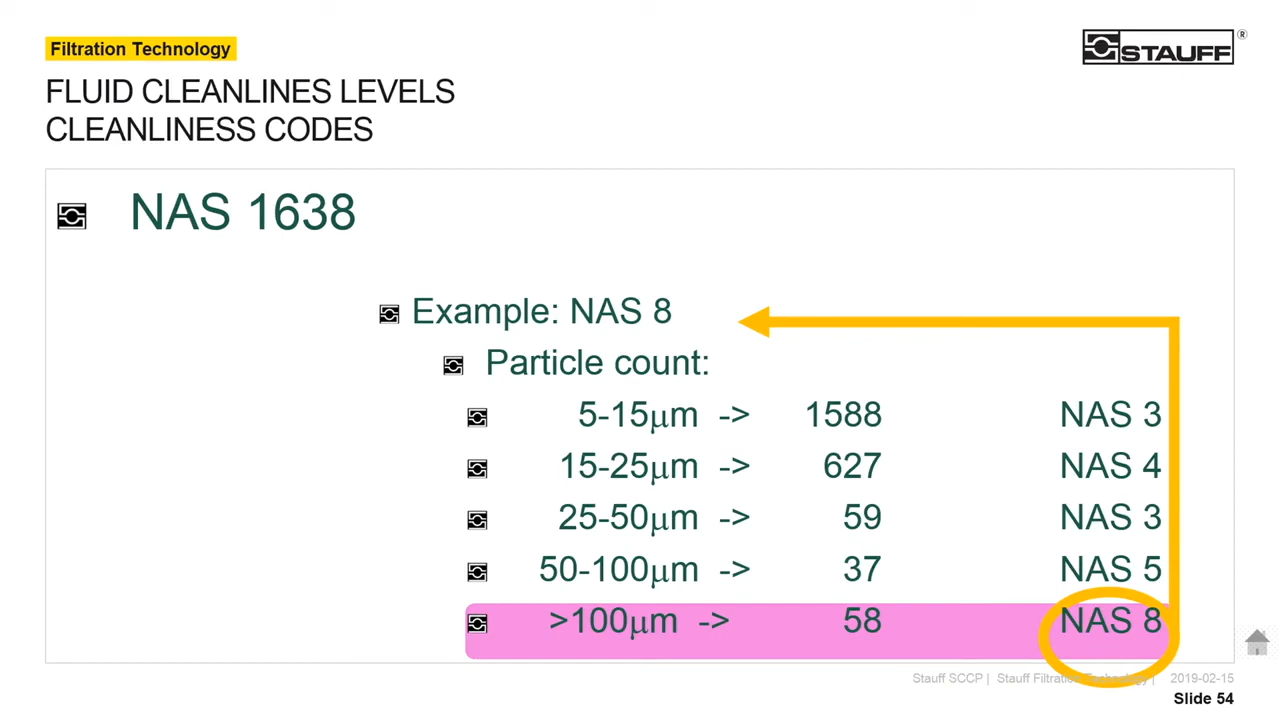 Filtration Technology
STAUFF®
FLUID CLEANLINES LEVELS
CLEANLINESS CODES
NAS 1638
Example: NAS 8
Particle count:
5-15µm -> 1588 NAS 3
15-25µm -> 627 NAS 4
25-50µm -> 59 NAS 3
50-100µm -> 37 NAS 5
>100µm -> 58 NAS 8
Stauff SCCP | Stauff Filtration Technology | 2019-02-15
Slide 54